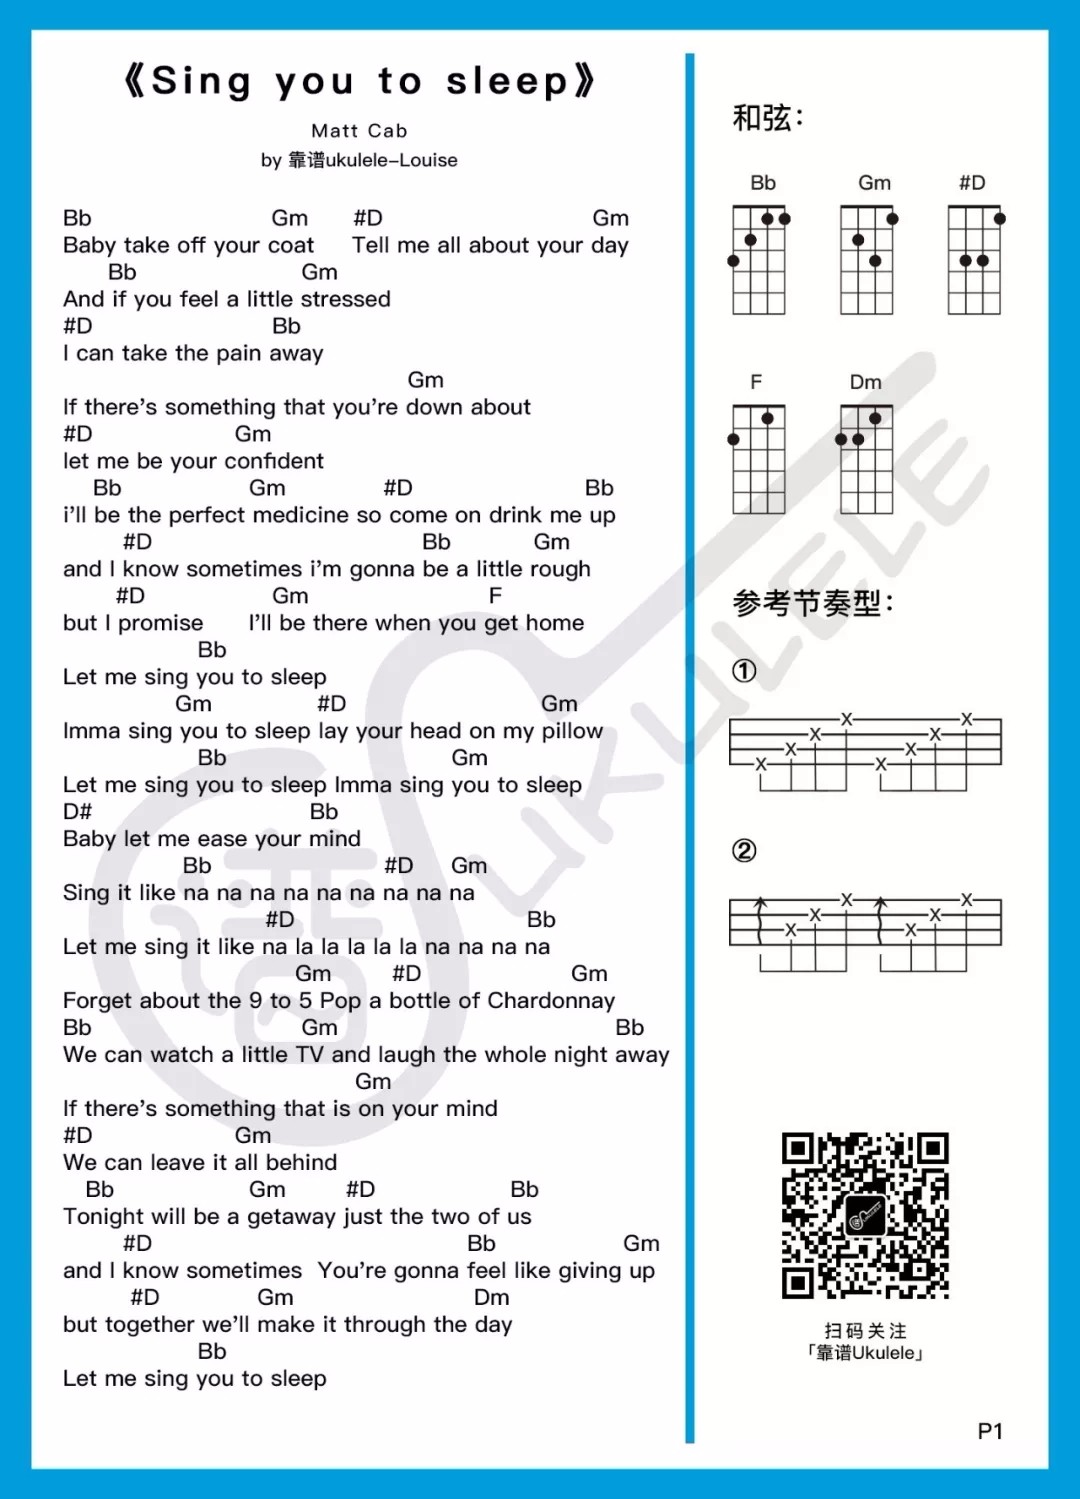 《Sing you to sleep》
Matt Cab
by 靠谱ukulele-Louise
Bb Gm #D Gm
Baby take off your coat Tell me all about your day
Bb Gm
And if you feel a little stressed
#D Bb
I can take the pain away
Gm
If there's something that you're down about
#D Gm
let me be your confident
Bb Gm #D Bb
i'll be the perfect medicine so come on drink me up
#D Bb Gm
and I know sometimes i'm gonna be a little rough
#D Gm F
but I promise I'll be there when you get home
Bb
Let me sing you to sleep
Gm #D Gm
Imma sing you to sleep lay your head on my pillow
Bb Gm
Let me sing you to sleep Imma sing you to sleep
D# Bb
Baby let me ease your mind
Bb #D Gm
Sing it like na na na na na na na na na
#D Bb
Let me sing it like na la la la la la na na na na
Gm #D Gm
Forget about the 9 to 5 Pop a bottle of Chardonnay
Bb Gm Bb
We can watch a little TV and laugh the whole night away
Gm
If there's something that is on your mind
#D Gm
We can leave it all behind
Bb Gm #D Bb
Tonight will be a getaway just the two of us
#D Bb Gm
and I know sometimes You're gonna feel like giving up
#D Gm Dm
but together we'll make it through the day
Bb
Let me sing you to sleep
和弦：
Bb Gm #D
F Dm
参考节奏型：
①
X X
X X
X X
X X
②
X X
X X
X X
扫码关注
「靠谱Ukulele」
P1
谱UKULELE